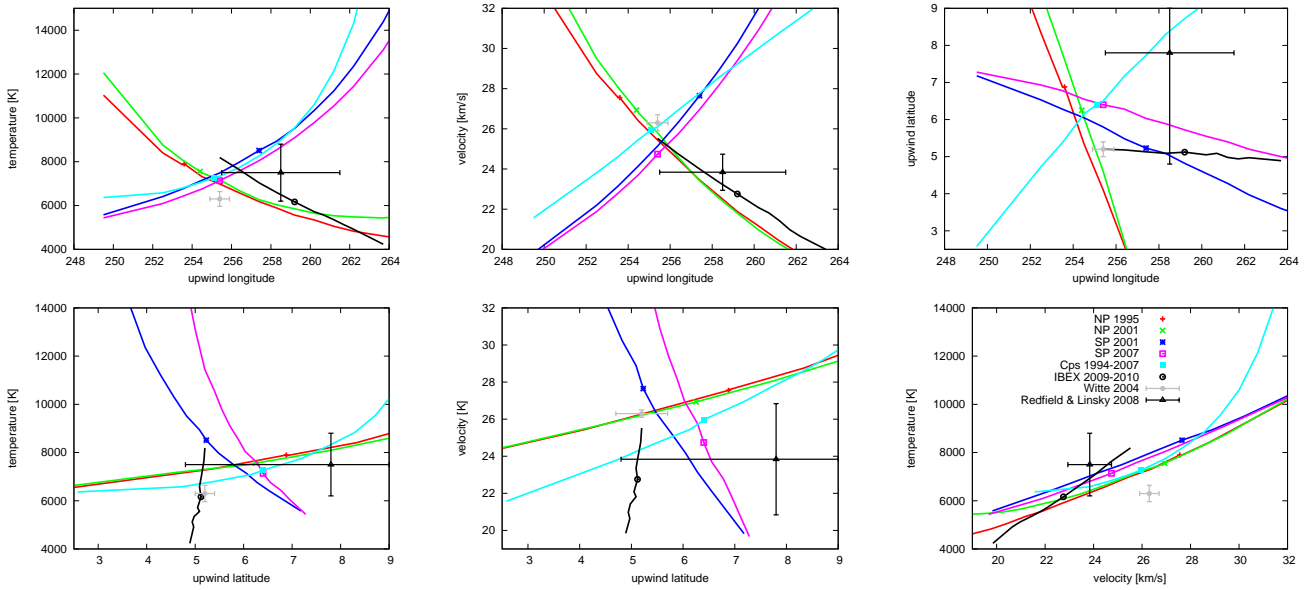 15000
14000
12000
10000
8000
6000
4000
248 250 252 254 256 258 260 262 264
temperature [K]
upwind longitude
32
30
28
26
24
22
20
248 250 252 254 256 258 260 262 264
velocity [km/s]
upwind longitude
9
8
7
6
5
4
3
248 250 252 254 256 258 260 262 264
upwind latitude
upwind longitude
14000
12000
10000
8000
6000
4000
3 4 5 6 7 8 9
temperature [K]
upwind latitude
32
30
28
26
24
22
20
3 4 5 6 7 8 9
velocity [K]
upwind latitude
14000
12000
10000
8000
6000
4000
20 22 24 26 28 30 32
temperature [K]
velocity [km/s]
NP 1995
NP 2001
SP 2001
SP 2007
Cps 1994-2007
IBEX 2009-2010
Witte 2004
Redfield & Linsky 2008